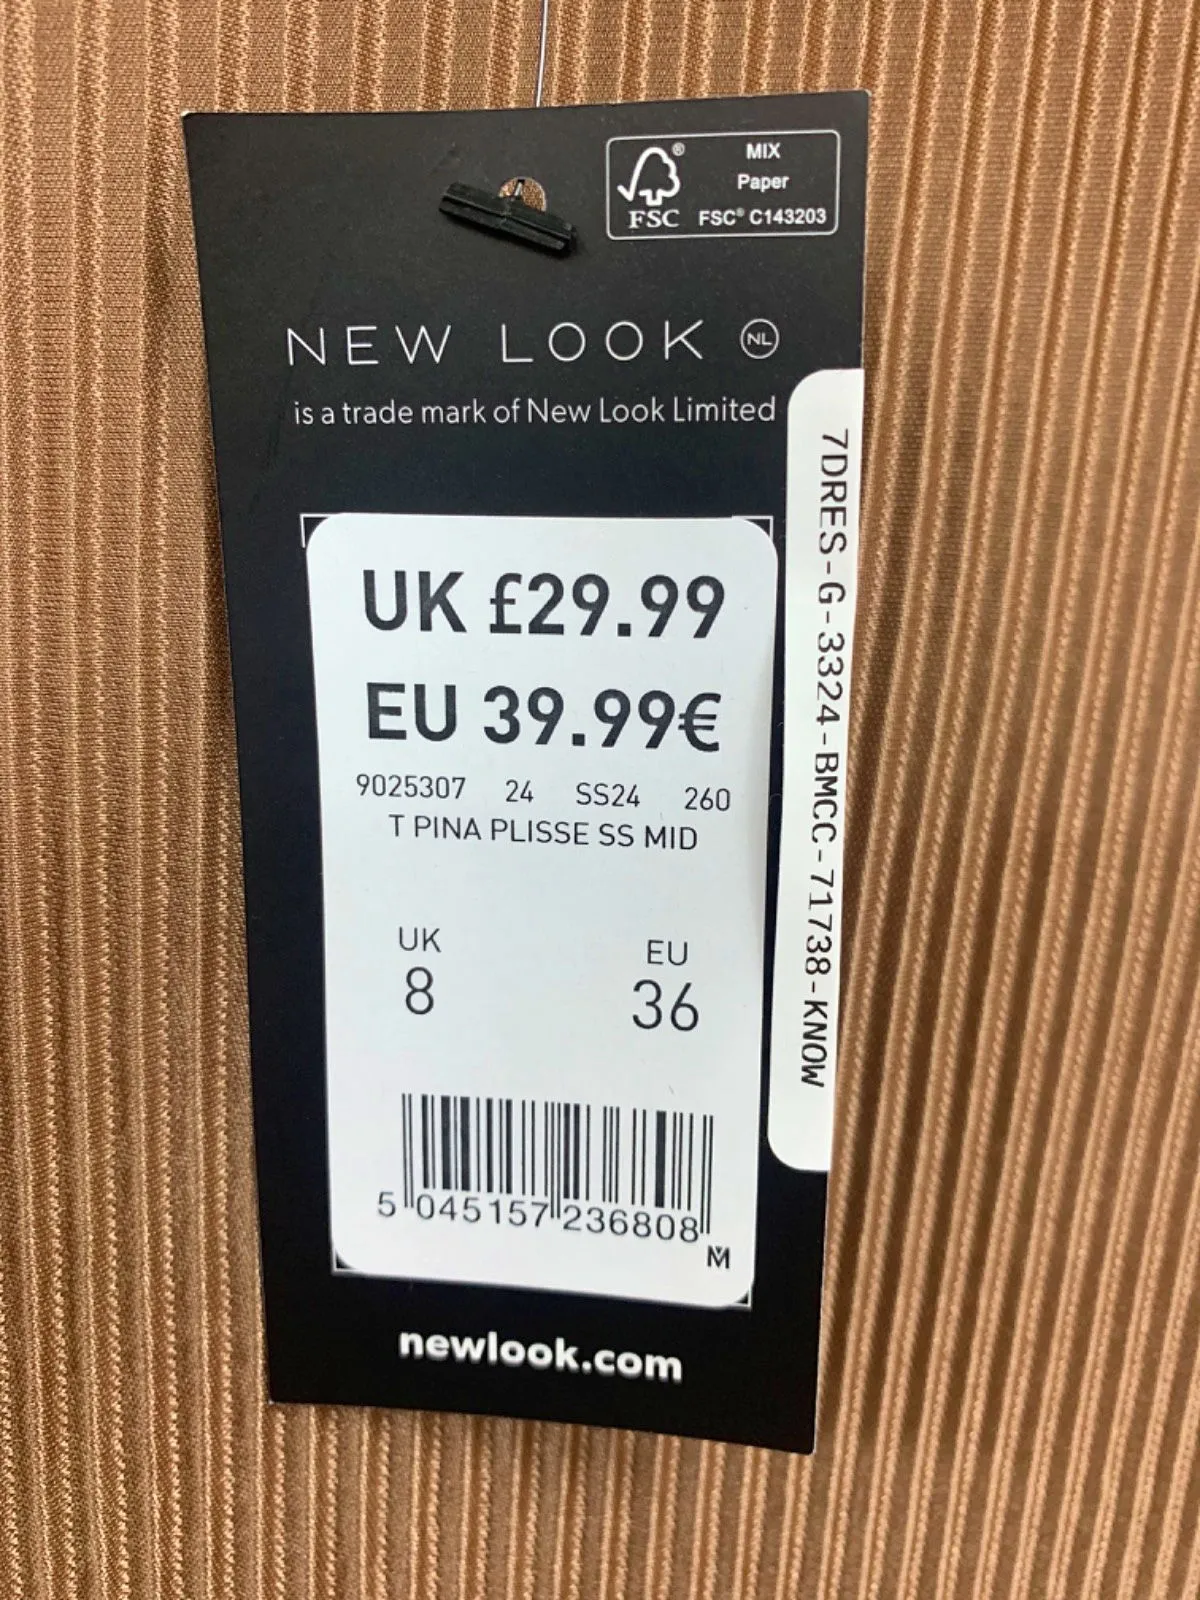 MIX
Paper
FSC® C143203
®
FSC
NEW LOOK NL
is a trade mark of New Look Limited
UK £29.99
EU 39.99€
9025307 24 SS24 260
T PINA PLISSE SS MID
UK EU
8 36
5 045157 236808
M
newlook.com
7DRES-G-3324-BMCC-71738-KNOW